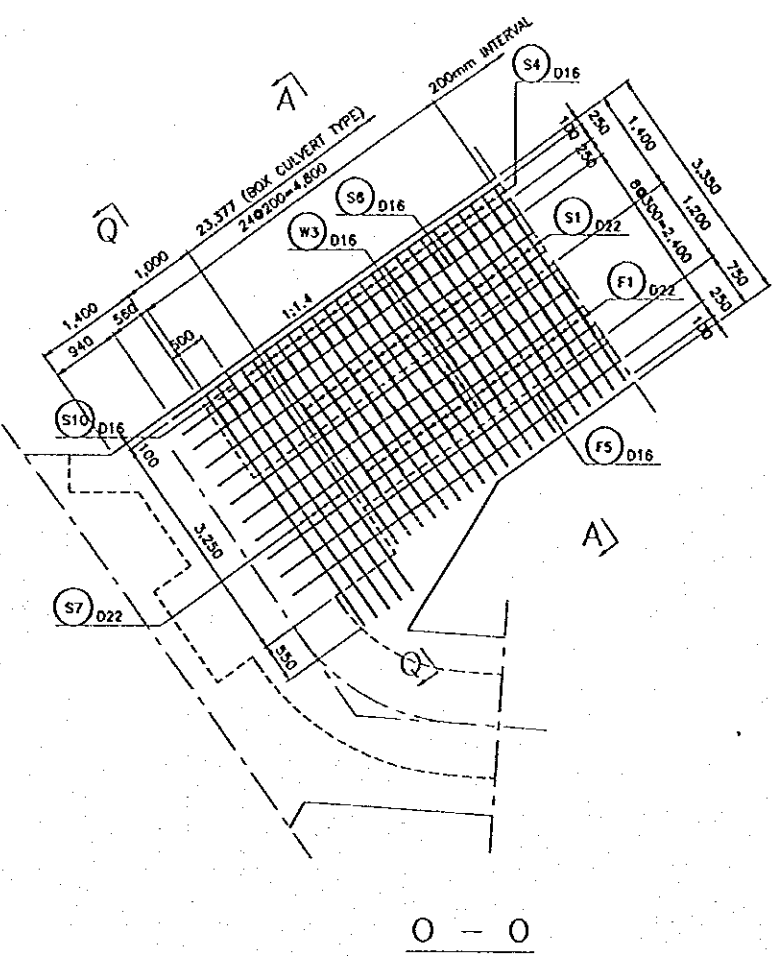 200mm INTERVAL
S4 D16
A
23,377 (BOX CULVERT TYPE)
24@200=4,800
S6 D16
W3 D16
Q
1,400
1,000
940
560
500
1:1.4
100
250
250
1,400
3,350
8@300=2,400
1,200
750
250
100
S1 D22
F1 D22
S10 D16
100
3,250
F5 D16
A
S7 D22
550
Q
O - O